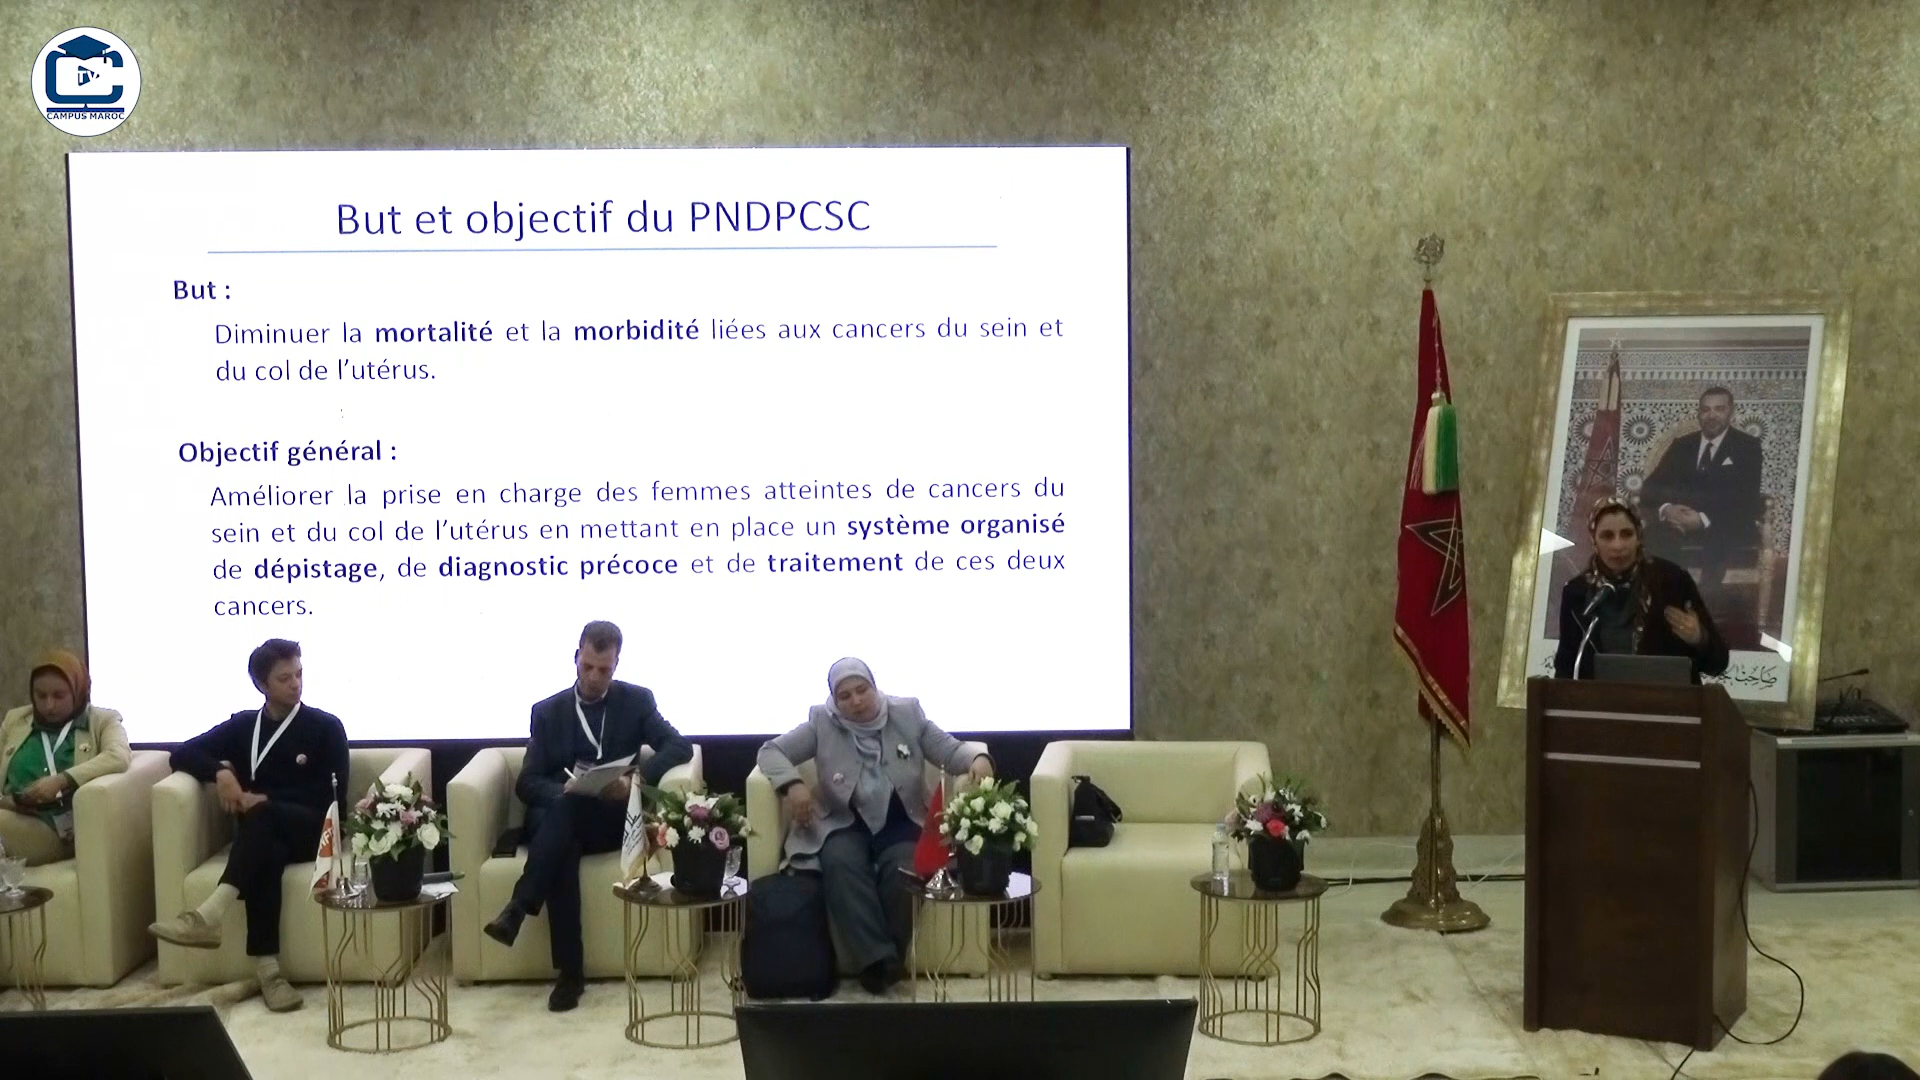 TV
CAMPUS MAROC
But et objectif du PNDPCSC
But :
Diminuer la mortalité et la morbidité liées aux cancers du sein et
du col de l’utérus.
Objectif général :
Améliorer la prise en charge des femmes atteintes de cancers du
sein et du col de l’utérus en mettant en place un système organisé
de dépistage, de diagnostic précoce et de traitement de ces deux
cancers.